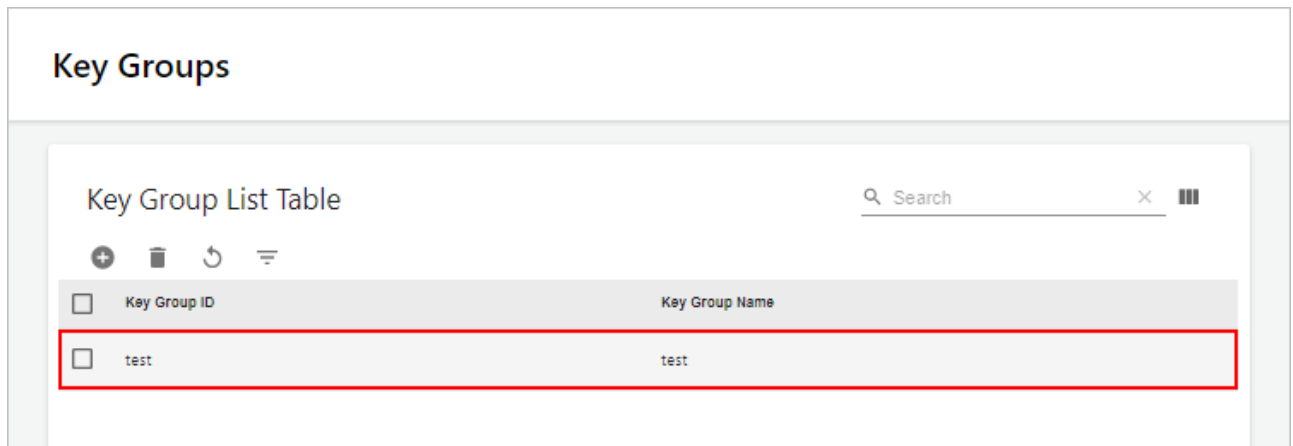 Key Groups
Key Group List Table
Search
Key Group ID Key Group Name
test test